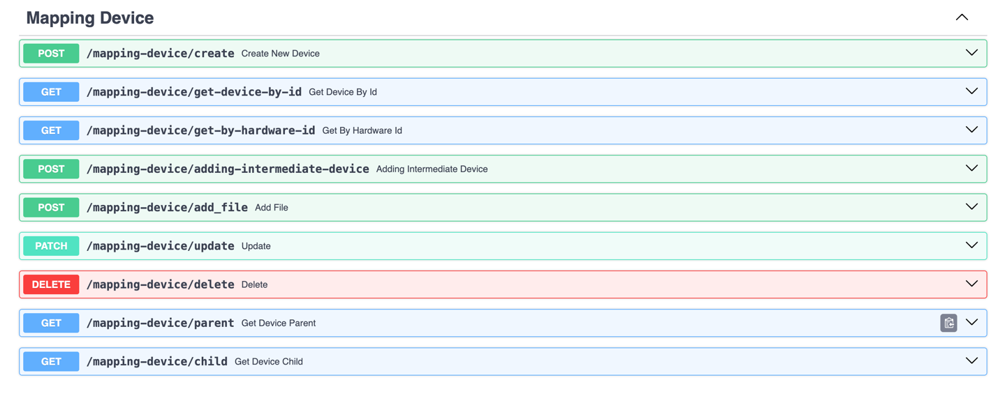 Mapping Device
POST /mapping-device/create Create New Device
GET /mapping-device/get-device-by-id Get Device By Id
GET /mapping-device/get-by-hardware-id Get By Hardware Id
POST /mapping-device/adding-intermediate-device Adding Intermediate Device
POST /mapping-device/add_file Add File
PATCH /mapping-device/update Update
DELETE /mapping-device/delete Delete
GET /mapping-device/parent Get Device Parent
GET /mapping-device/child Get Device Child